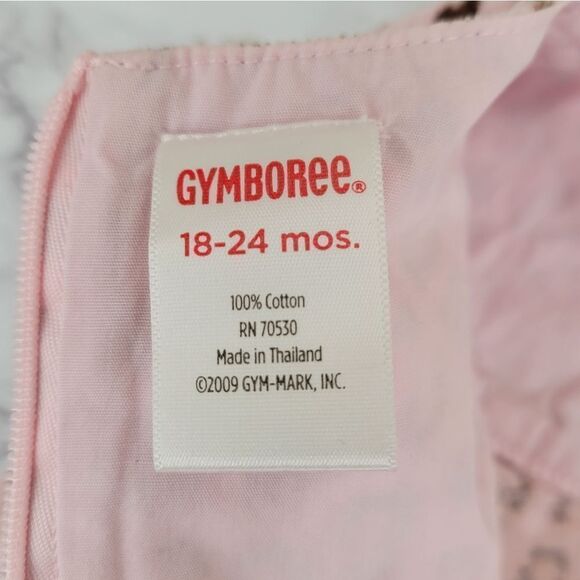 GYMBOREE®
18-24 mos.
100% Cotton
RN 70530
Made in Thailand
©2009 GYM-MARK, INC.